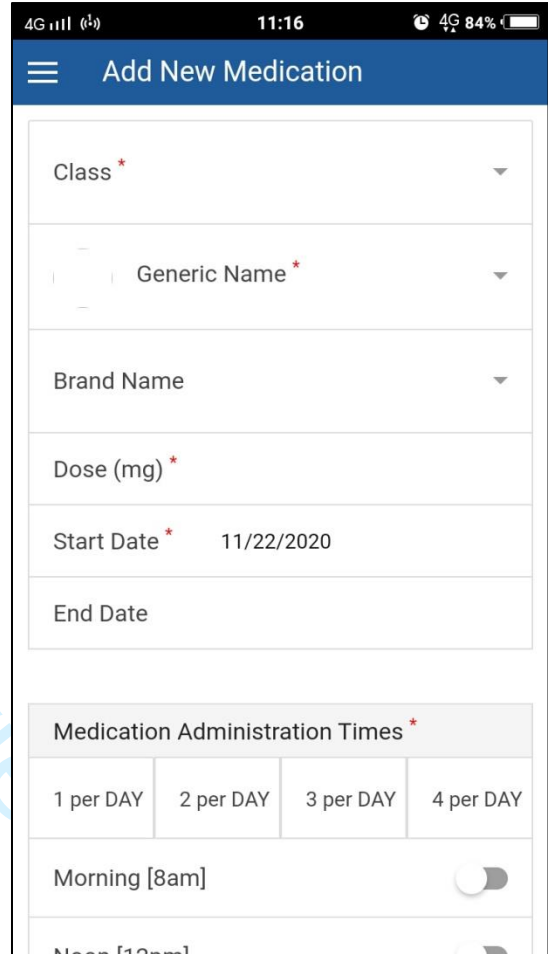 4G 11:16 4G 84%
Add New Medication
Class *
Generic Name *
Brand Name
Dose (mg) *
Start Date * 11/22/2020
End Date
Medication Administration Times *
1 per DAY 2 per DAY 3 per DAY 4 per DAY
Morning [8am]
Noon [12pm]